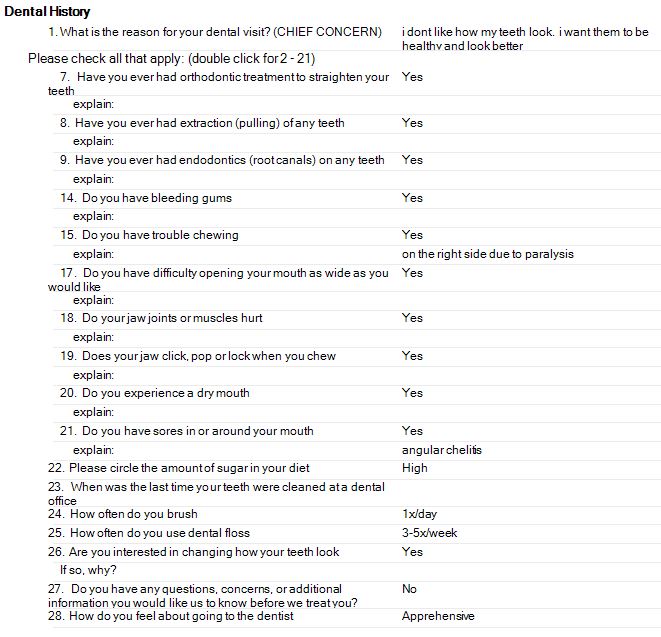 Dental History
1. What is the reason for your dental visit? (CHIEF CONCERN) i dont like how my teeth look. i want them to be
healthy and look better
Please check all that apply: (double click for 2 - 21)
7. Have you ever had orthodontic treatment to straighten your Yes
teeth
explain:
8. Have you ever had extraction (pulling) of any teeth Yes
explain:
9. Have you ever had endodontics (root canals) on any teeth Yes
explain:
14. Do you have bleeding gums Yes
explain:
15. Do you have trouble chewing Yes
explain: on the right side due to paralysis
17. Do you have difficulty opening your mouth as wide as you Yes
would like
explain:
18. Do your jaw joints or muscles hurt Yes
explain:
19. Does your jaw click, pop or lock when you chew Yes
explain:
20. Do you experience a dry mouth Yes
explain:
21. Do you have sores in or around your mouth Yes
explain: angular chelitis
22. Please circle the amount of sugar in your diet High
23. When was the last time your teeth were cleaned at a dental
office
24. How often do you brush 1x/day
25. How often do you use dental floss 3-5x/week
26. Are you interested in changing how your teeth look Yes
If so, why?
27. Do you have any questions, concerns, or additional No
information you would like us to know before we treat you?
28. How do you feel about going to the dentist Apprehensive